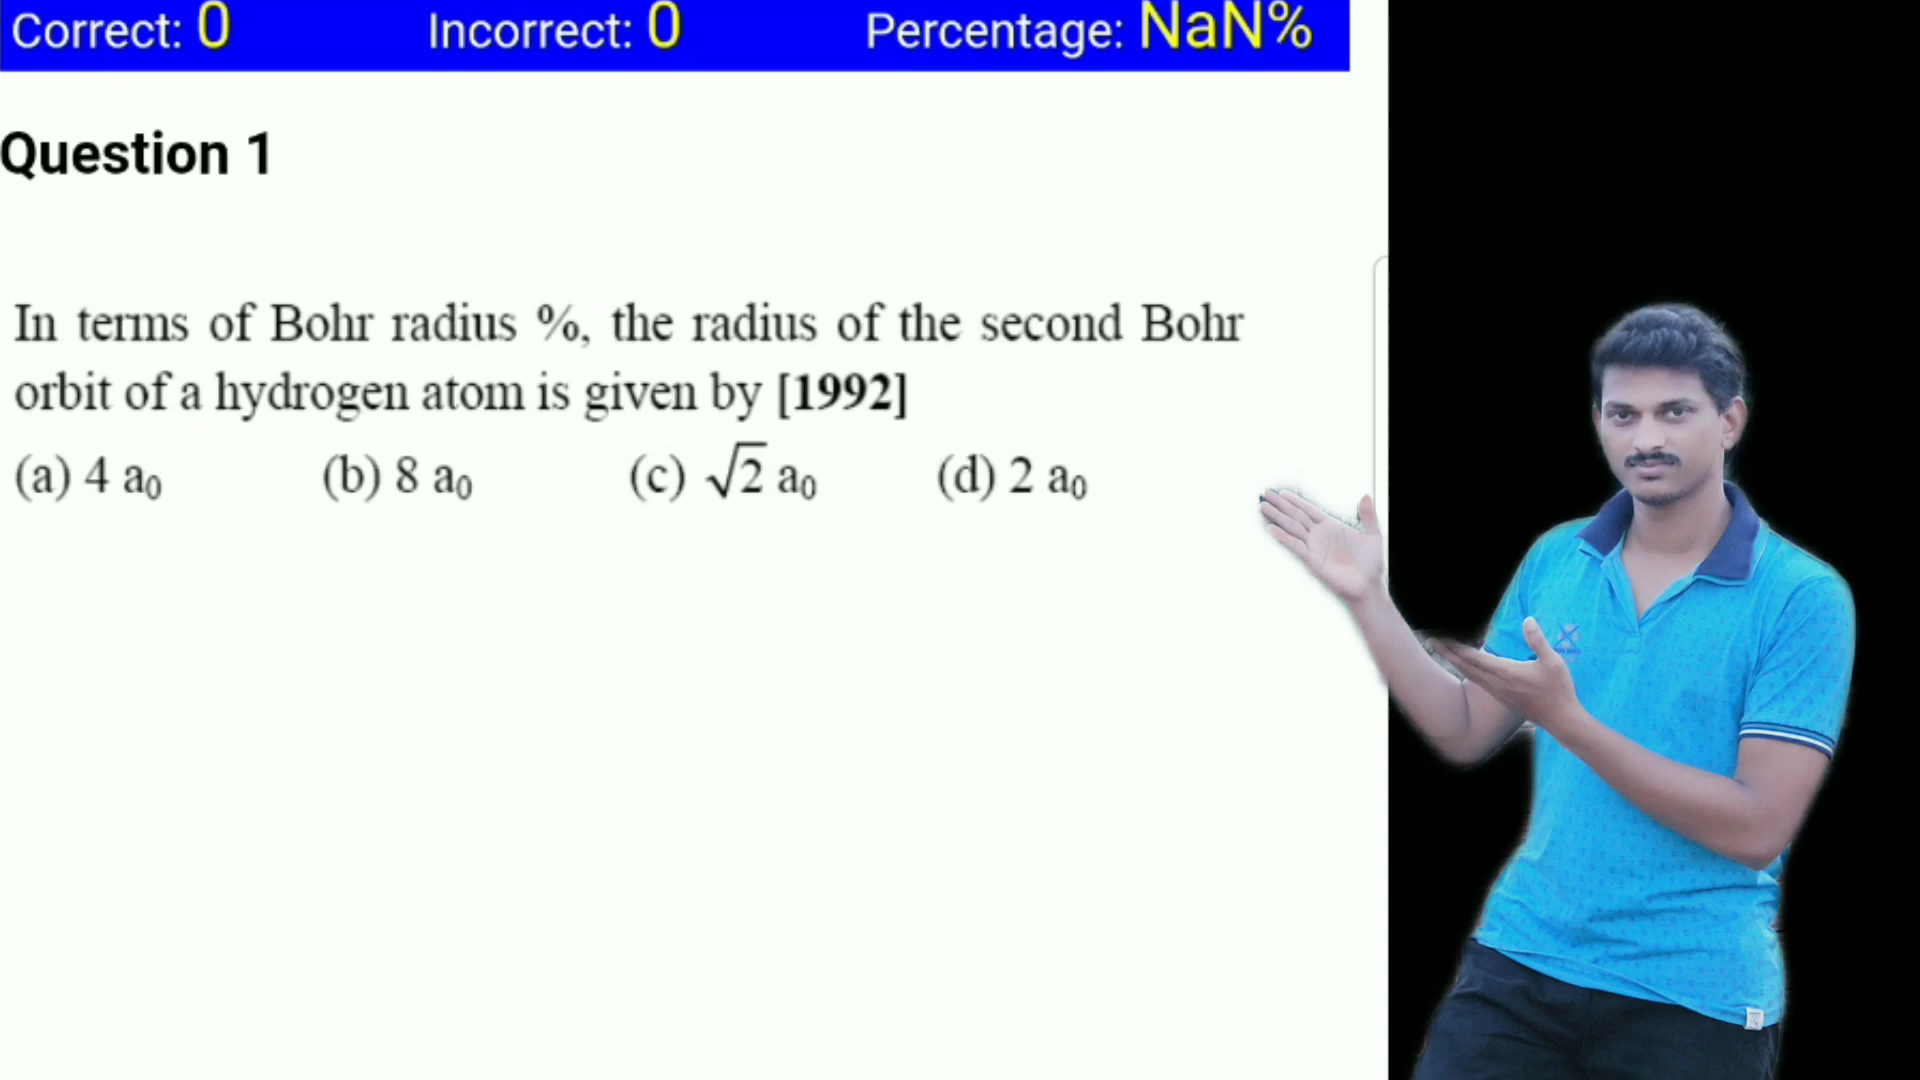 Correct: 0 Incorrect: 0 Percentage: NaN%
Question 1
In terms of Bohr radius %, the radius of the second Bohr
orbit of a hydrogen atom is given by [1992]
(a) 4 a₀ (b) 8 a₀ (c) √2 a₀ (d) 2 a₀